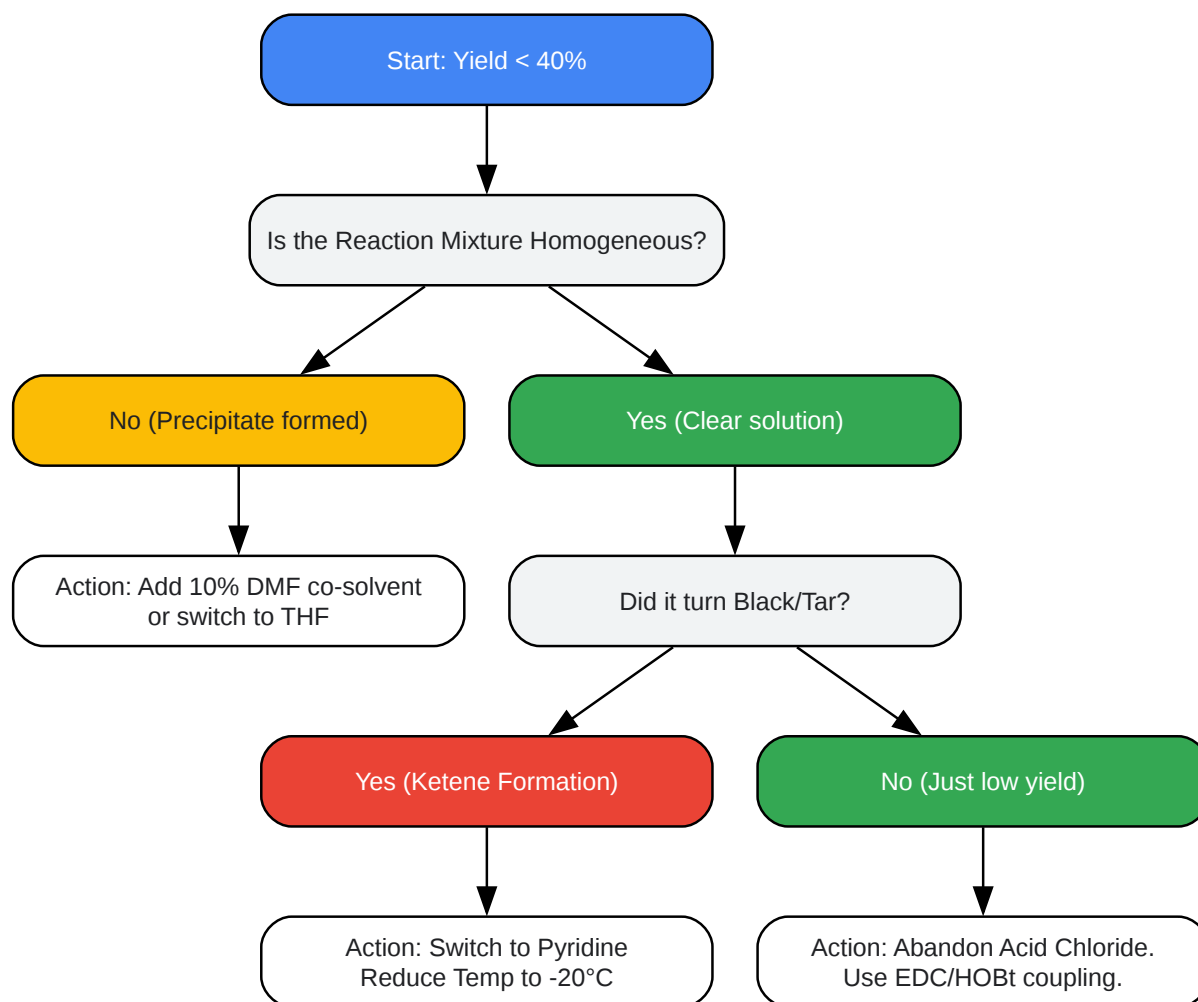 Start: Yield < 40%
Is the Reaction Mixture Homogeneous?
No (Precipitate formed)
Yes (Clear solution)
Action: Add 10% DMF co-solvent
or switch to THF
Did it turn Black/Tar?
Yes (Ketene Formation)
No (Just low yield)
Action: Switch to Pyridine
Reduce Temp to -20°C
Action: Abandon Acid Chloride.
Use EDC/HOBt coupling.